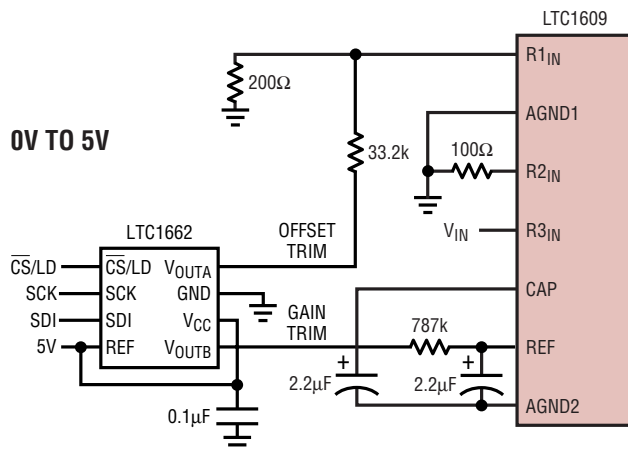 LTC1609
R1IN
200Ω
AGND1
0V TO 5V
33.2k
100Ω
R2IN
LTC1662
OFFSET
TRIM
VIN
R3IN
CS/LD
CS/LD
VOUTA
SCK
SCK
GND
CAP
SDI
SDI
VCC
GAIN
TRIM
787k
5V
REF
VOUTB
REF
+
2.2µF
+
2.2µF
0.1µF
AGND2